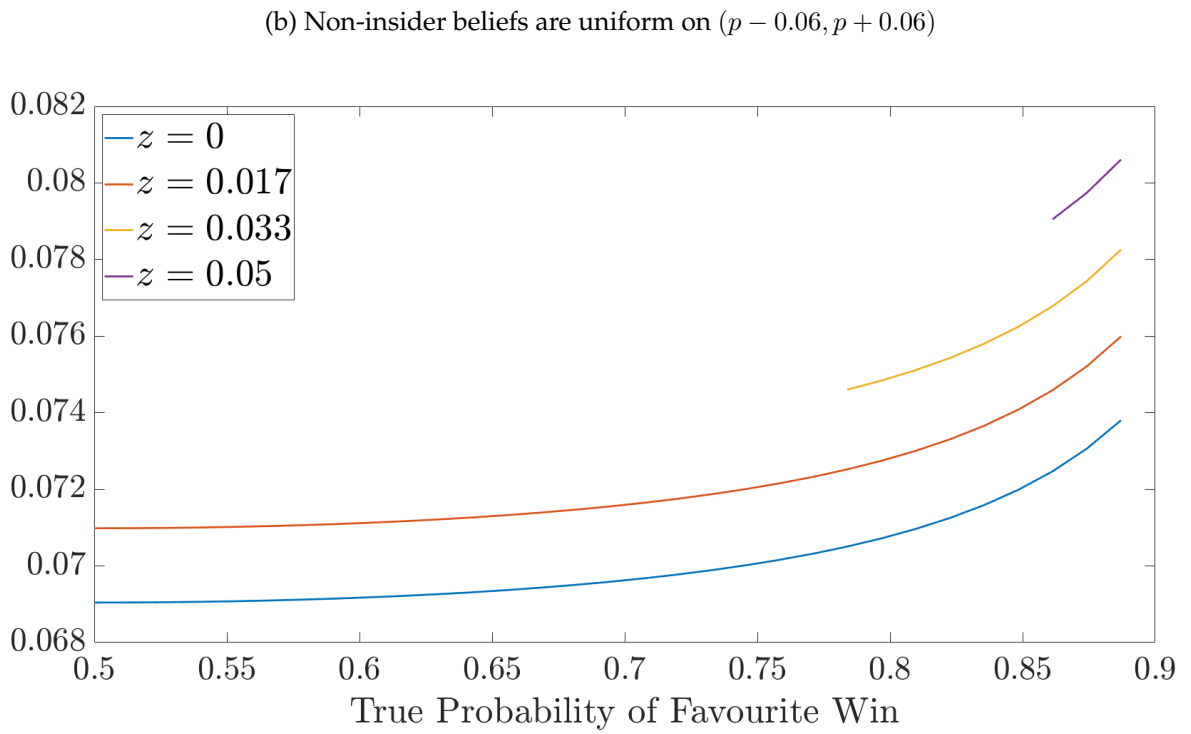 (b) Non-insider beliefs are uniform on (p − 0.06, p + 0.06)
0.082
0.08
0.078
0.076
0.074
0.072
0.07
0.068
z = 0
z = 0.017
z = 0.033
z = 0.05
0.5 0.55 0.6 0.65 0.7 0.75 0.8 0.85 0.9
True Probability of Favourite Win